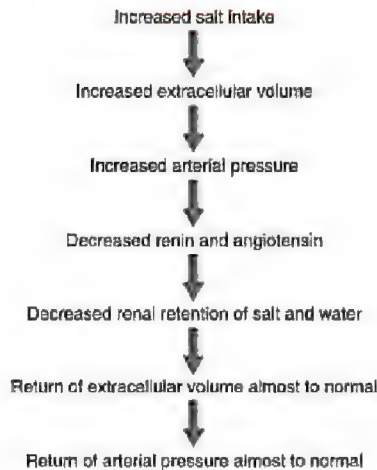 Increased salt intake
Increased extracellular volume
Increased arterial pressure
Decreased renin and angiotensin
Decreased renal retention of salt and water
Return of extracellular volume almost to normal
Return of arterial pressure almost to normal